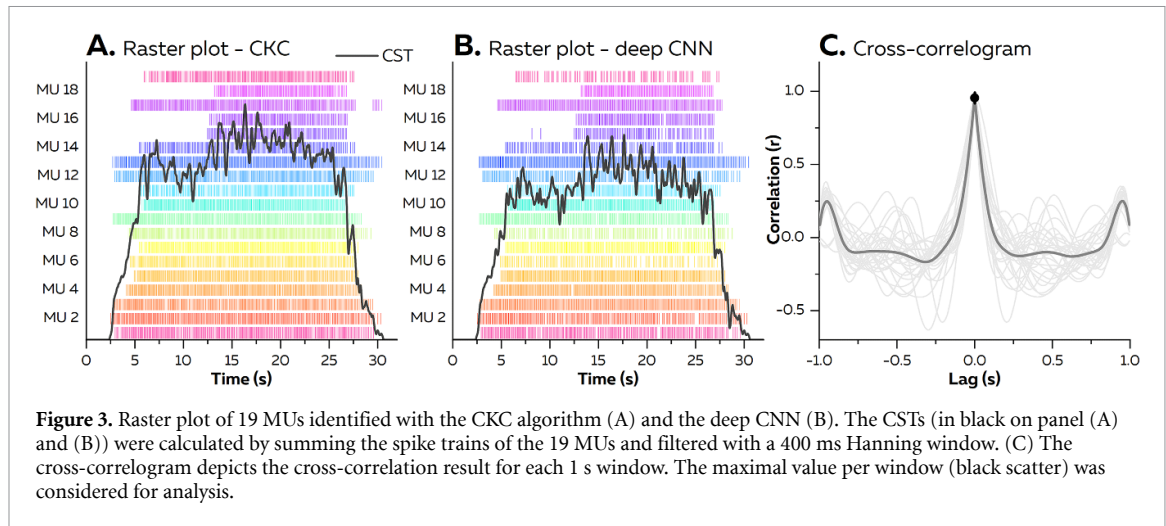 A. Raster plot – CKC
CST
B. Raster plot – deep CNN
C. Cross-correlogram
MU 18
MU 16
MU 14
MU 12
MU 10
MU 8
MU 6
MU 4
MU 2
0 5 10 15 20 25 30
Time (s)
MU 18
MU 16
MU 14
MU 12
MU 10
MU 8
MU 6
MU 4
MU 2
0 5 10 15 20 25 30
Time (s)
Correlation (r)
1.0
0.5
0.0
-0.5
-1.0 -0.5 0.0 0.5 1.0
Lag (s)
Figure 3. Raster plot of 19 MUs identified with the CKC algorithm (A) and the deep CNN (B). The CSTs (in black on panel (A)
and (B)) were calculated by summing the spike trains of the 19 MUs and filtered with a 400 ms Hanning window. (C) The
cross-correlogram depicts the cross-correlation result for each 1 s window. The maximal value per window (black scatter) was
considered for analysis.